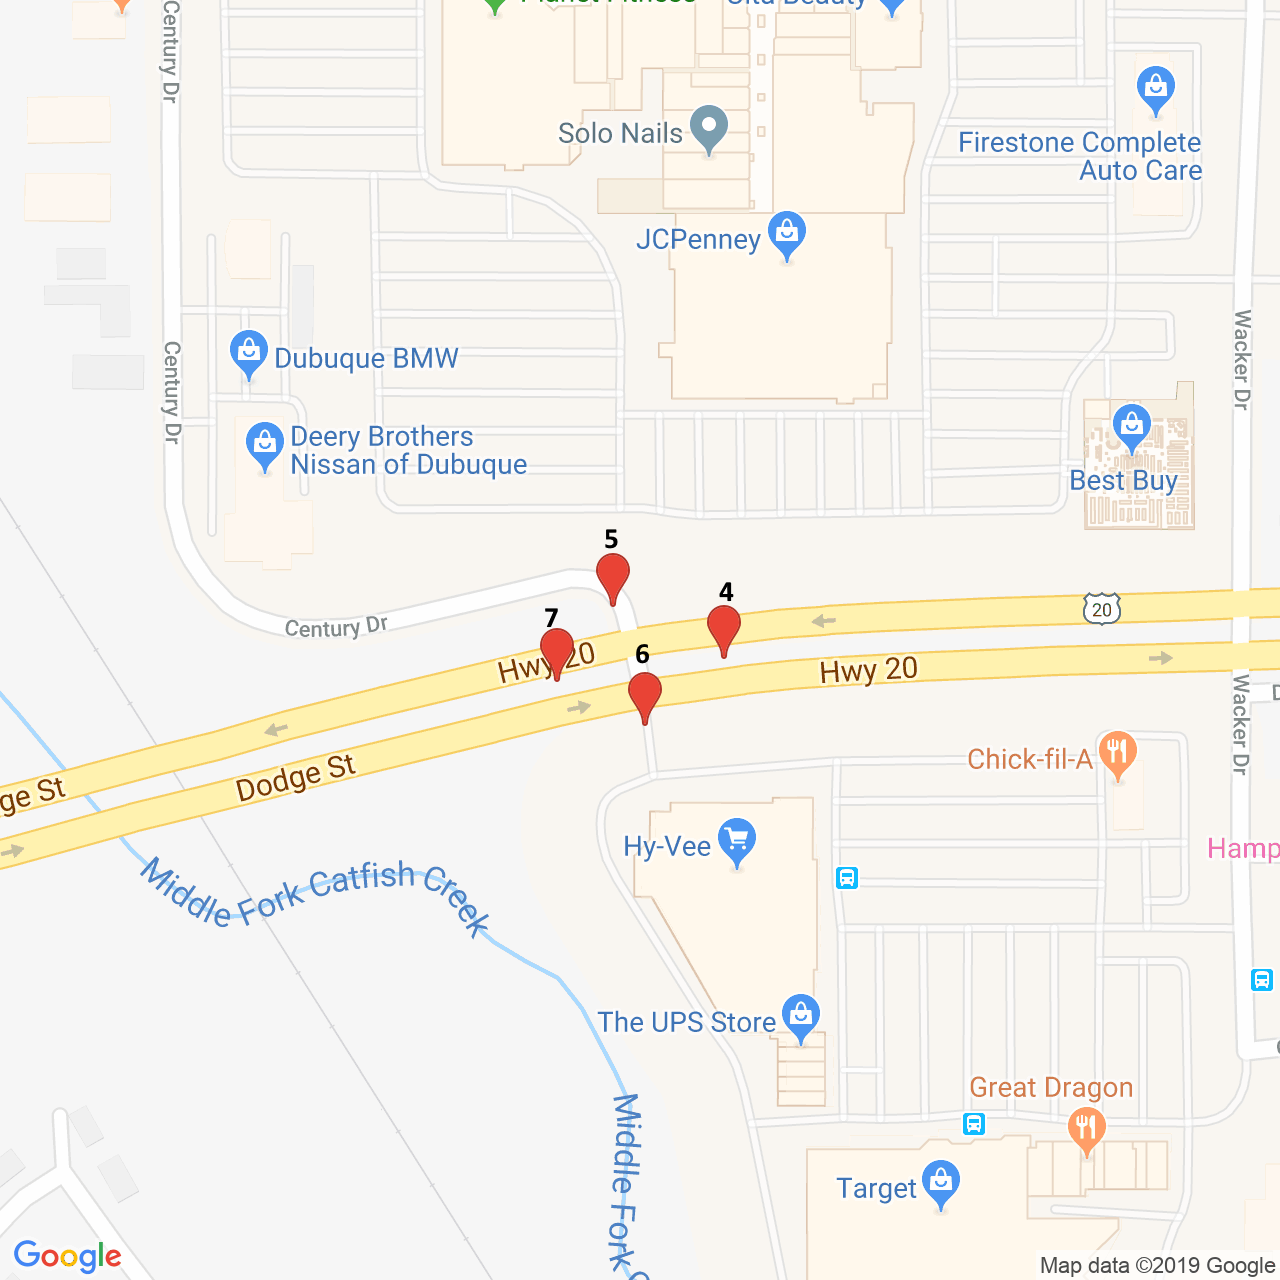 Planet Fitness
Ulta Beauty
Century Dr
Solo Nails
Firestone Complete
Auto Care
JCPenney
Wacker Dr
Dubuque BMW
Century Dr
Deery Brothers
Nissan of Dubuque
Best Buy
5
4
20
7
Century Dr
6
Hwy 20
Hwy 20
Wacker Dr
D
Dodge St
ge St
Chick-fil-A
Hy-Vee
Hamp
Middle Fork Catfish Creek
The UPS Store
Great Dragon
Middle Fork C
Target
Google
Map data ©2019 Google